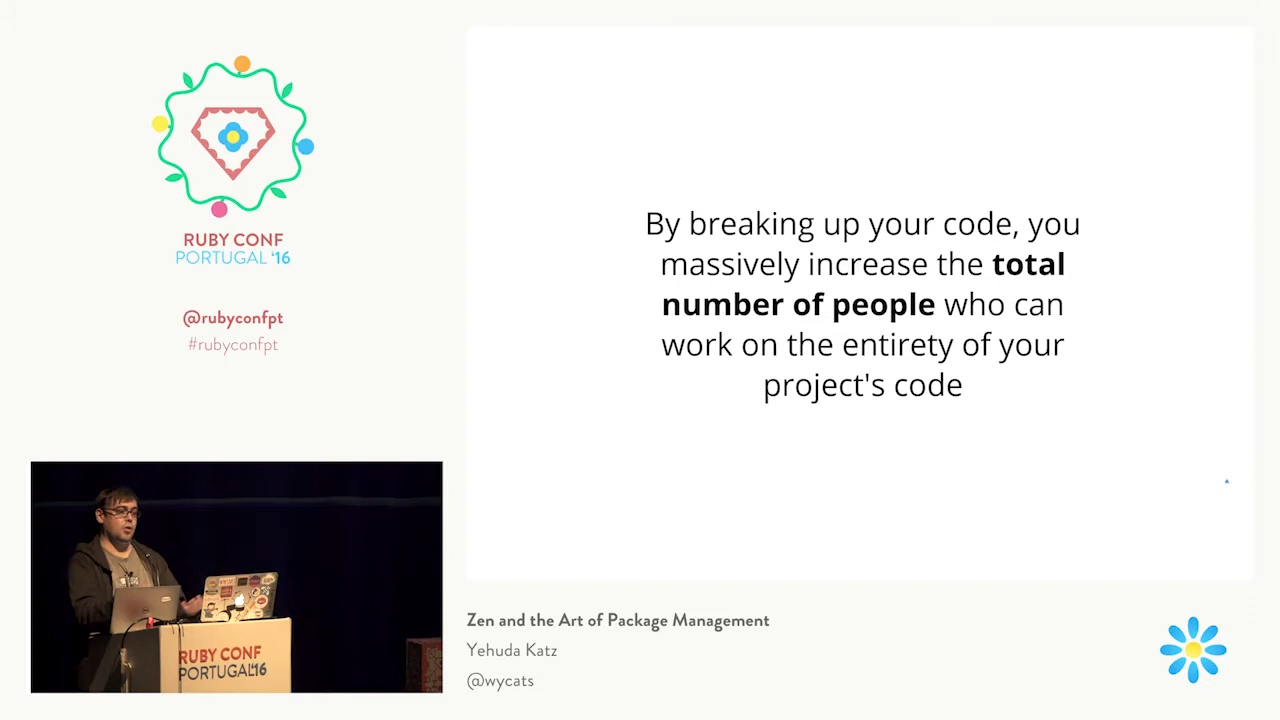 RUBY CONF
PORTUGAL '16
@rubyconfpt
#rubyconfpt
By breaking up your code, you
massively increase the total
number of people who can
work on the entirety of your
project's code
RUBY CONF
PORTUGAL'16
Zen and the Art of Package Management
Yehuda Katz
@wycats